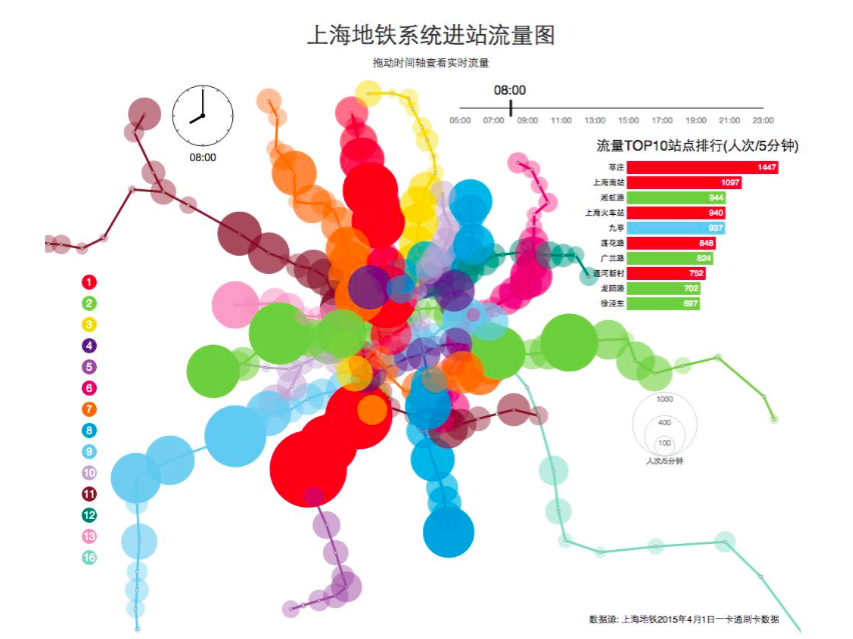 上海地铁系统进站流量图
拖动时间轴查看实时流量
08:00
05:00 07:00 09:00 11:00 13:00 15:00 17:00 19:00 21:00 23:00
08:00
流量TOP10站点排行(人次/5分钟)
莘庄 1447
上海南站 1097
淞虹路 944
上海火车站 940
九亭 937
莲花路 848
广兰路 824
通河新村 752
龙阳路 702
徐泾东 697
1
2
3
4
5
6
7
8
9
10
11
12
13
16
1000
400
100
人次/5分钟
数据源: 上海地铁2015年4月1日一卡通刷卡数据